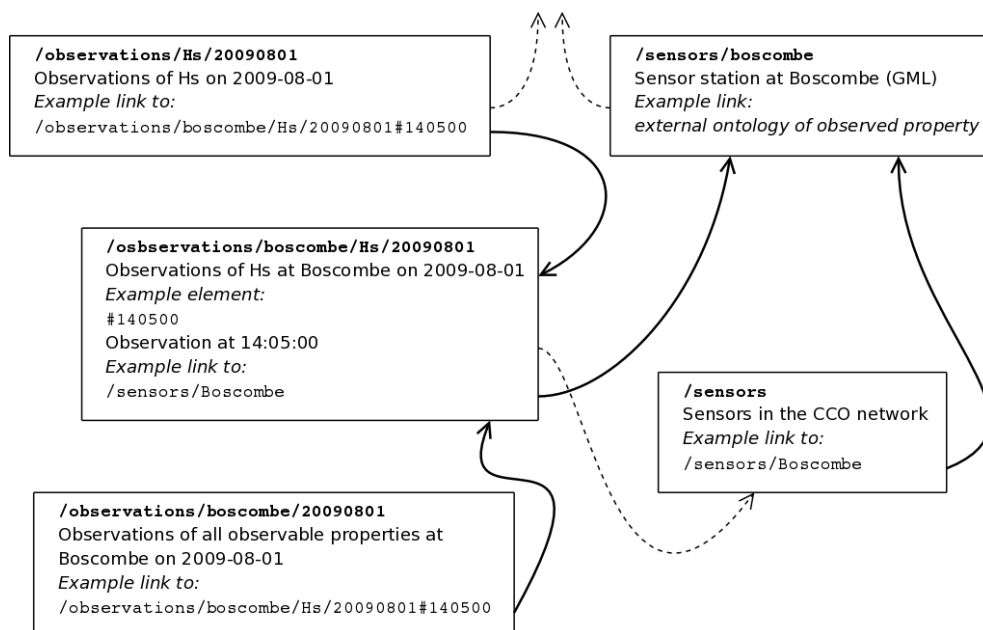 /observations/Hs/20090801
Observations of Hs on 2009-08-01
Example link to:
/observations/boscombe/Hs/20090801#140500
/sensors/boscombe
Sensor station at Boscombe (GML)
Example link:
external ontology of observed property
/osbservations/boscombe/Hs/20090801
Observations of Hs at Boscombe on 2009-08-01
Example element:
#140500
Observation at 14:05:00
Example link to:
/sensors/Boscombe
/sensors
Sensors in the CCO network
Example link to:
/sensors/Boscombe
/observations/boscombe/20090801
Observations of all observable properties at
Boscombe on 2009-08-01
Example link to:
/observations/boscombe/Hs/20090801#140500